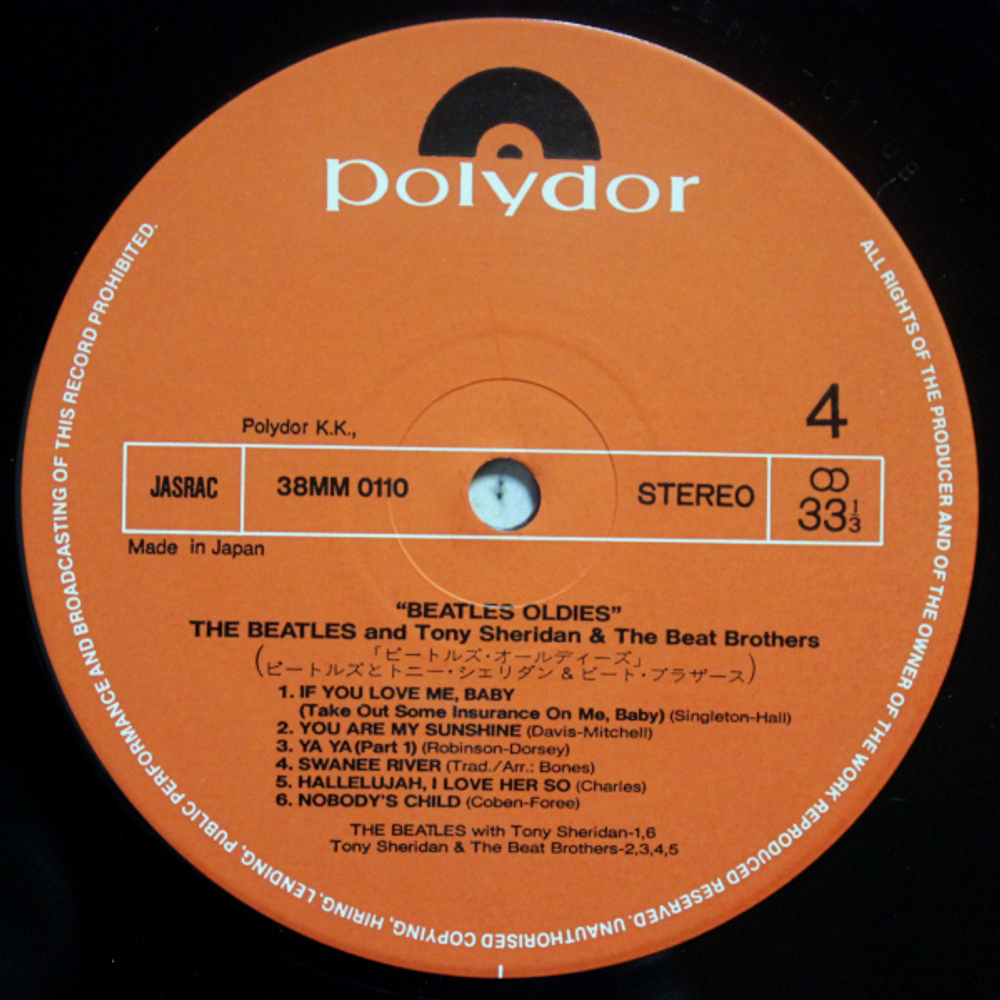 polydor
4
Polydor K.K.,
JASRAC
38MM 0110
STEREO
33 1/3
Made in Japan
“BEATLES OLDIES”
THE BEATLES and Tony Sheridan & The Beat Brothers
(「ビートルズ・オールディーズ」
ビートルズとトニー・シェリダン & ビート・ブラザース)
1. IF YOU LOVE ME, BABY
(Take Out Some Insurance On Me, Baby) (Singleton-Hall)
2. YOU ARE MY SUNSHINE (Davis-Mitchell)
3. YA YA (Part 1) (Robinson-Dorsey)
4. SWANEE RIVER (Trad./Arr.: Bones)
5. HALLELUJAH, I LOVE HER SO (Charles)
6. NOBODY'S CHILD (Coben-Foree)
THE BEATLES with Tony Sheridan-1,6
Tony Sheridan & The Beat Brothers-2,3,4,5
ALL RIGHTS OF THE PRODUCER AND OF THE OWNER OF THE WORK REPRODUCED RESERVED. UNAUTHORISED COPYING, HIRING, LENDING, PUBLIC PERFORMANCE AND BROADCASTING OF THIS RECORD PROHIBITED.